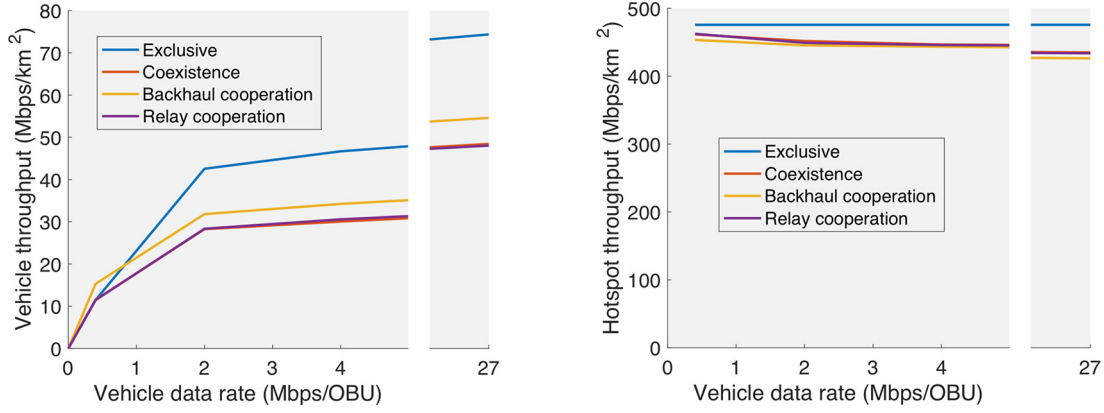 80
70
60
50
40
30
20
10
0
Vehicle throughput (Mbps/km 2)
Exclusive
Coexistence
Backhaul cooperation
Relay cooperation
0 1 2 3 4 27
Vehicle data rate (Mbps/OBU)
500
400
300
200
100
0
Hotspot throughput (Mbps/km 2)
Exclusive
Coexistence
Backhaul cooperation
Relay cooperation
0 1 2 3 4 27
Vehicle data rate (Mbps/OBU)